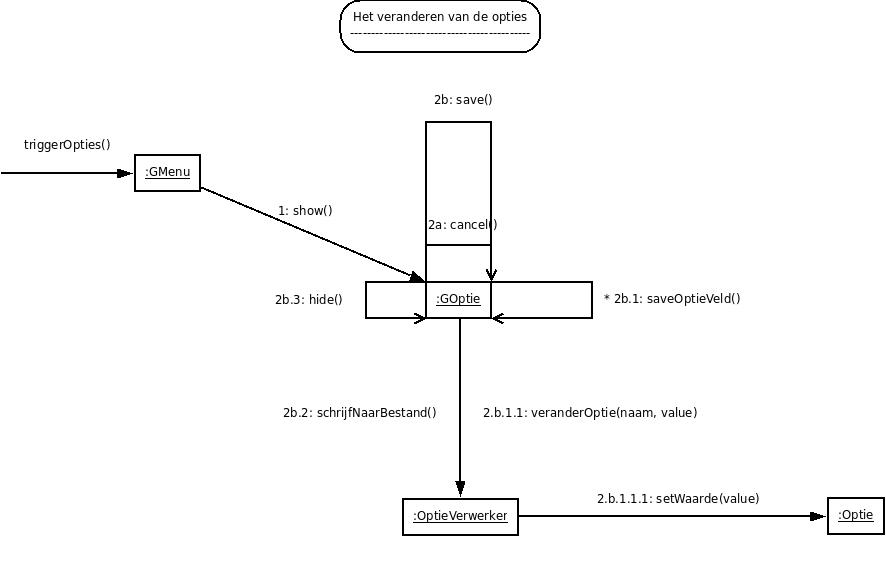 Het veranderen van de opties
2b: save()
triggerOpties()
:GMenu
1: show()
2a: cancel()
2b.3: hide()
:GOptie
* 2b.1: saveOptieVeld()
2b.2: schrijfNaarBestand()
2.b.1.1: veranderOptie(naam, value)
2.b.1.1.1: setWaarde(value)
:OptieVerwerker
:Optie